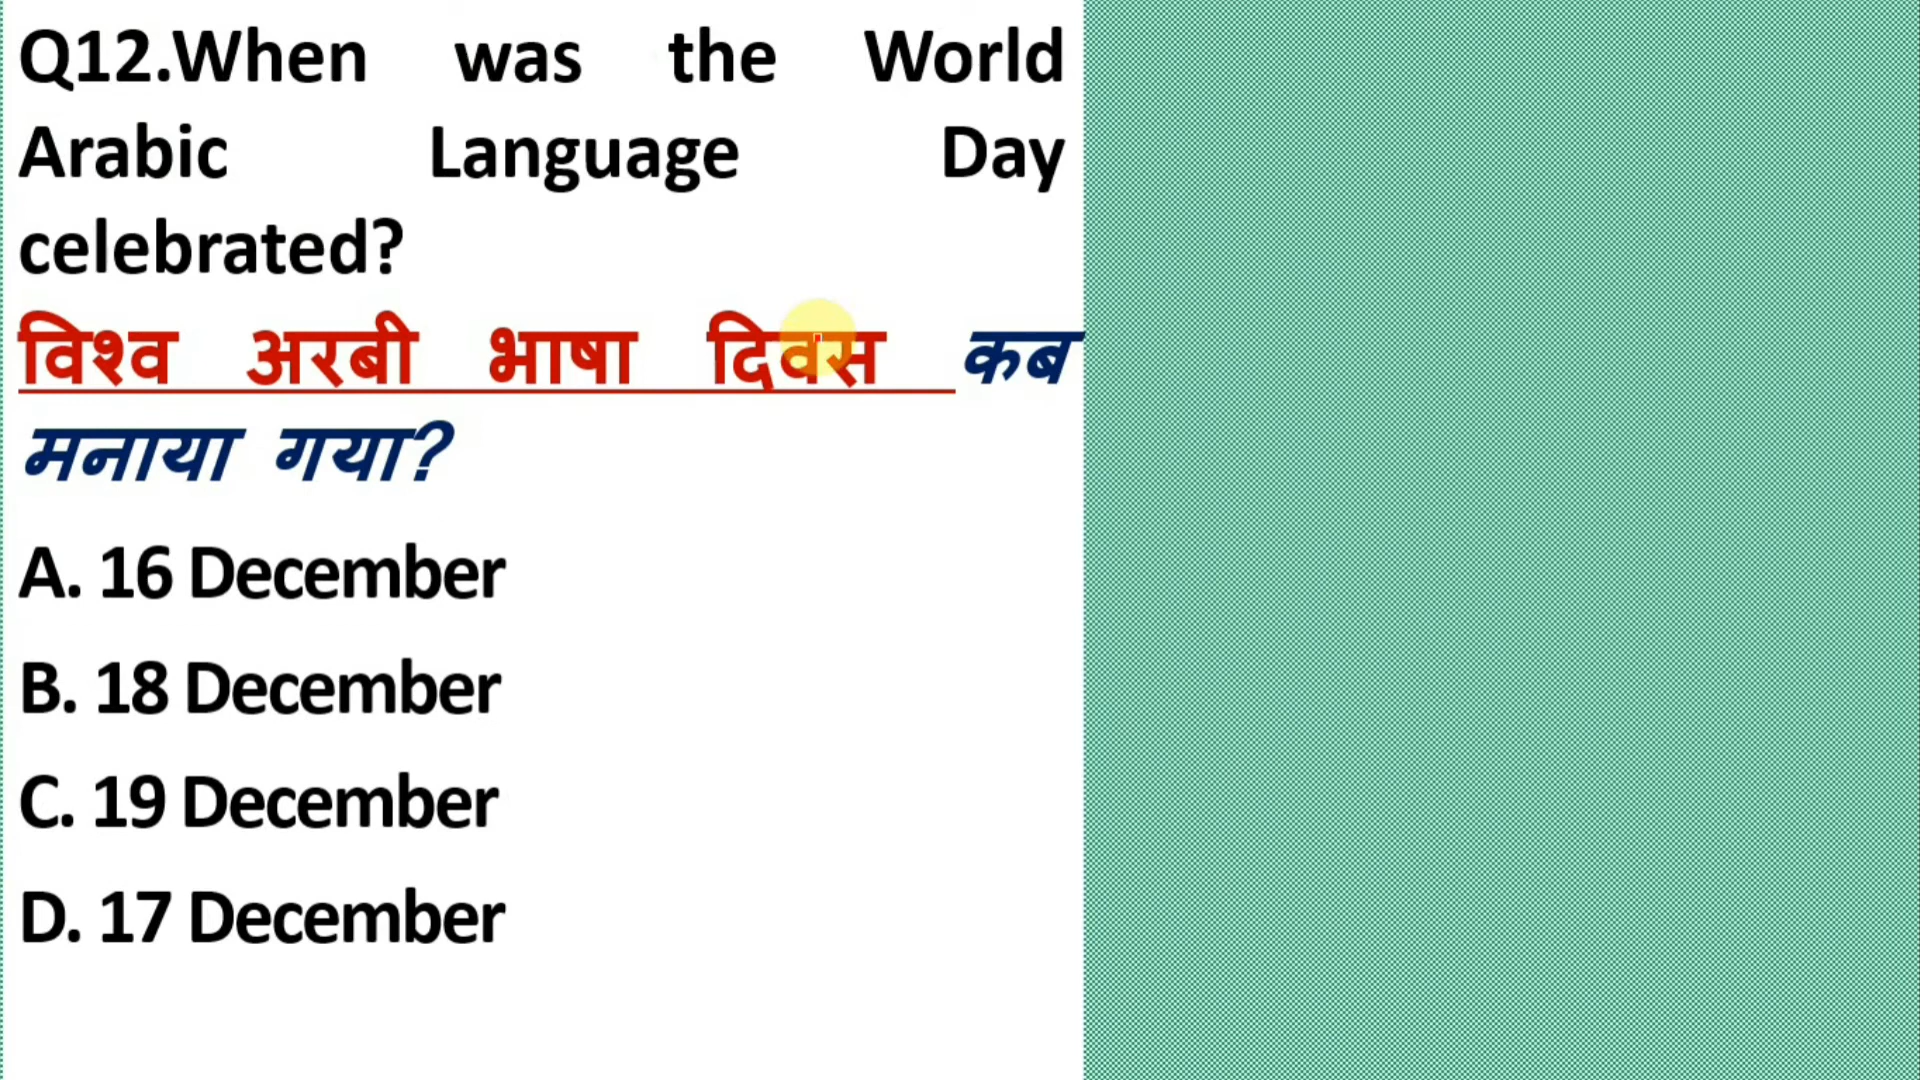 Q12.When was the World
Arabic Language Day
celebrated?
विश्व अरबी भाषा दिवस कब
मनाया गया?
A. 16 December
B. 18 December
C. 19 December
D. 17 December